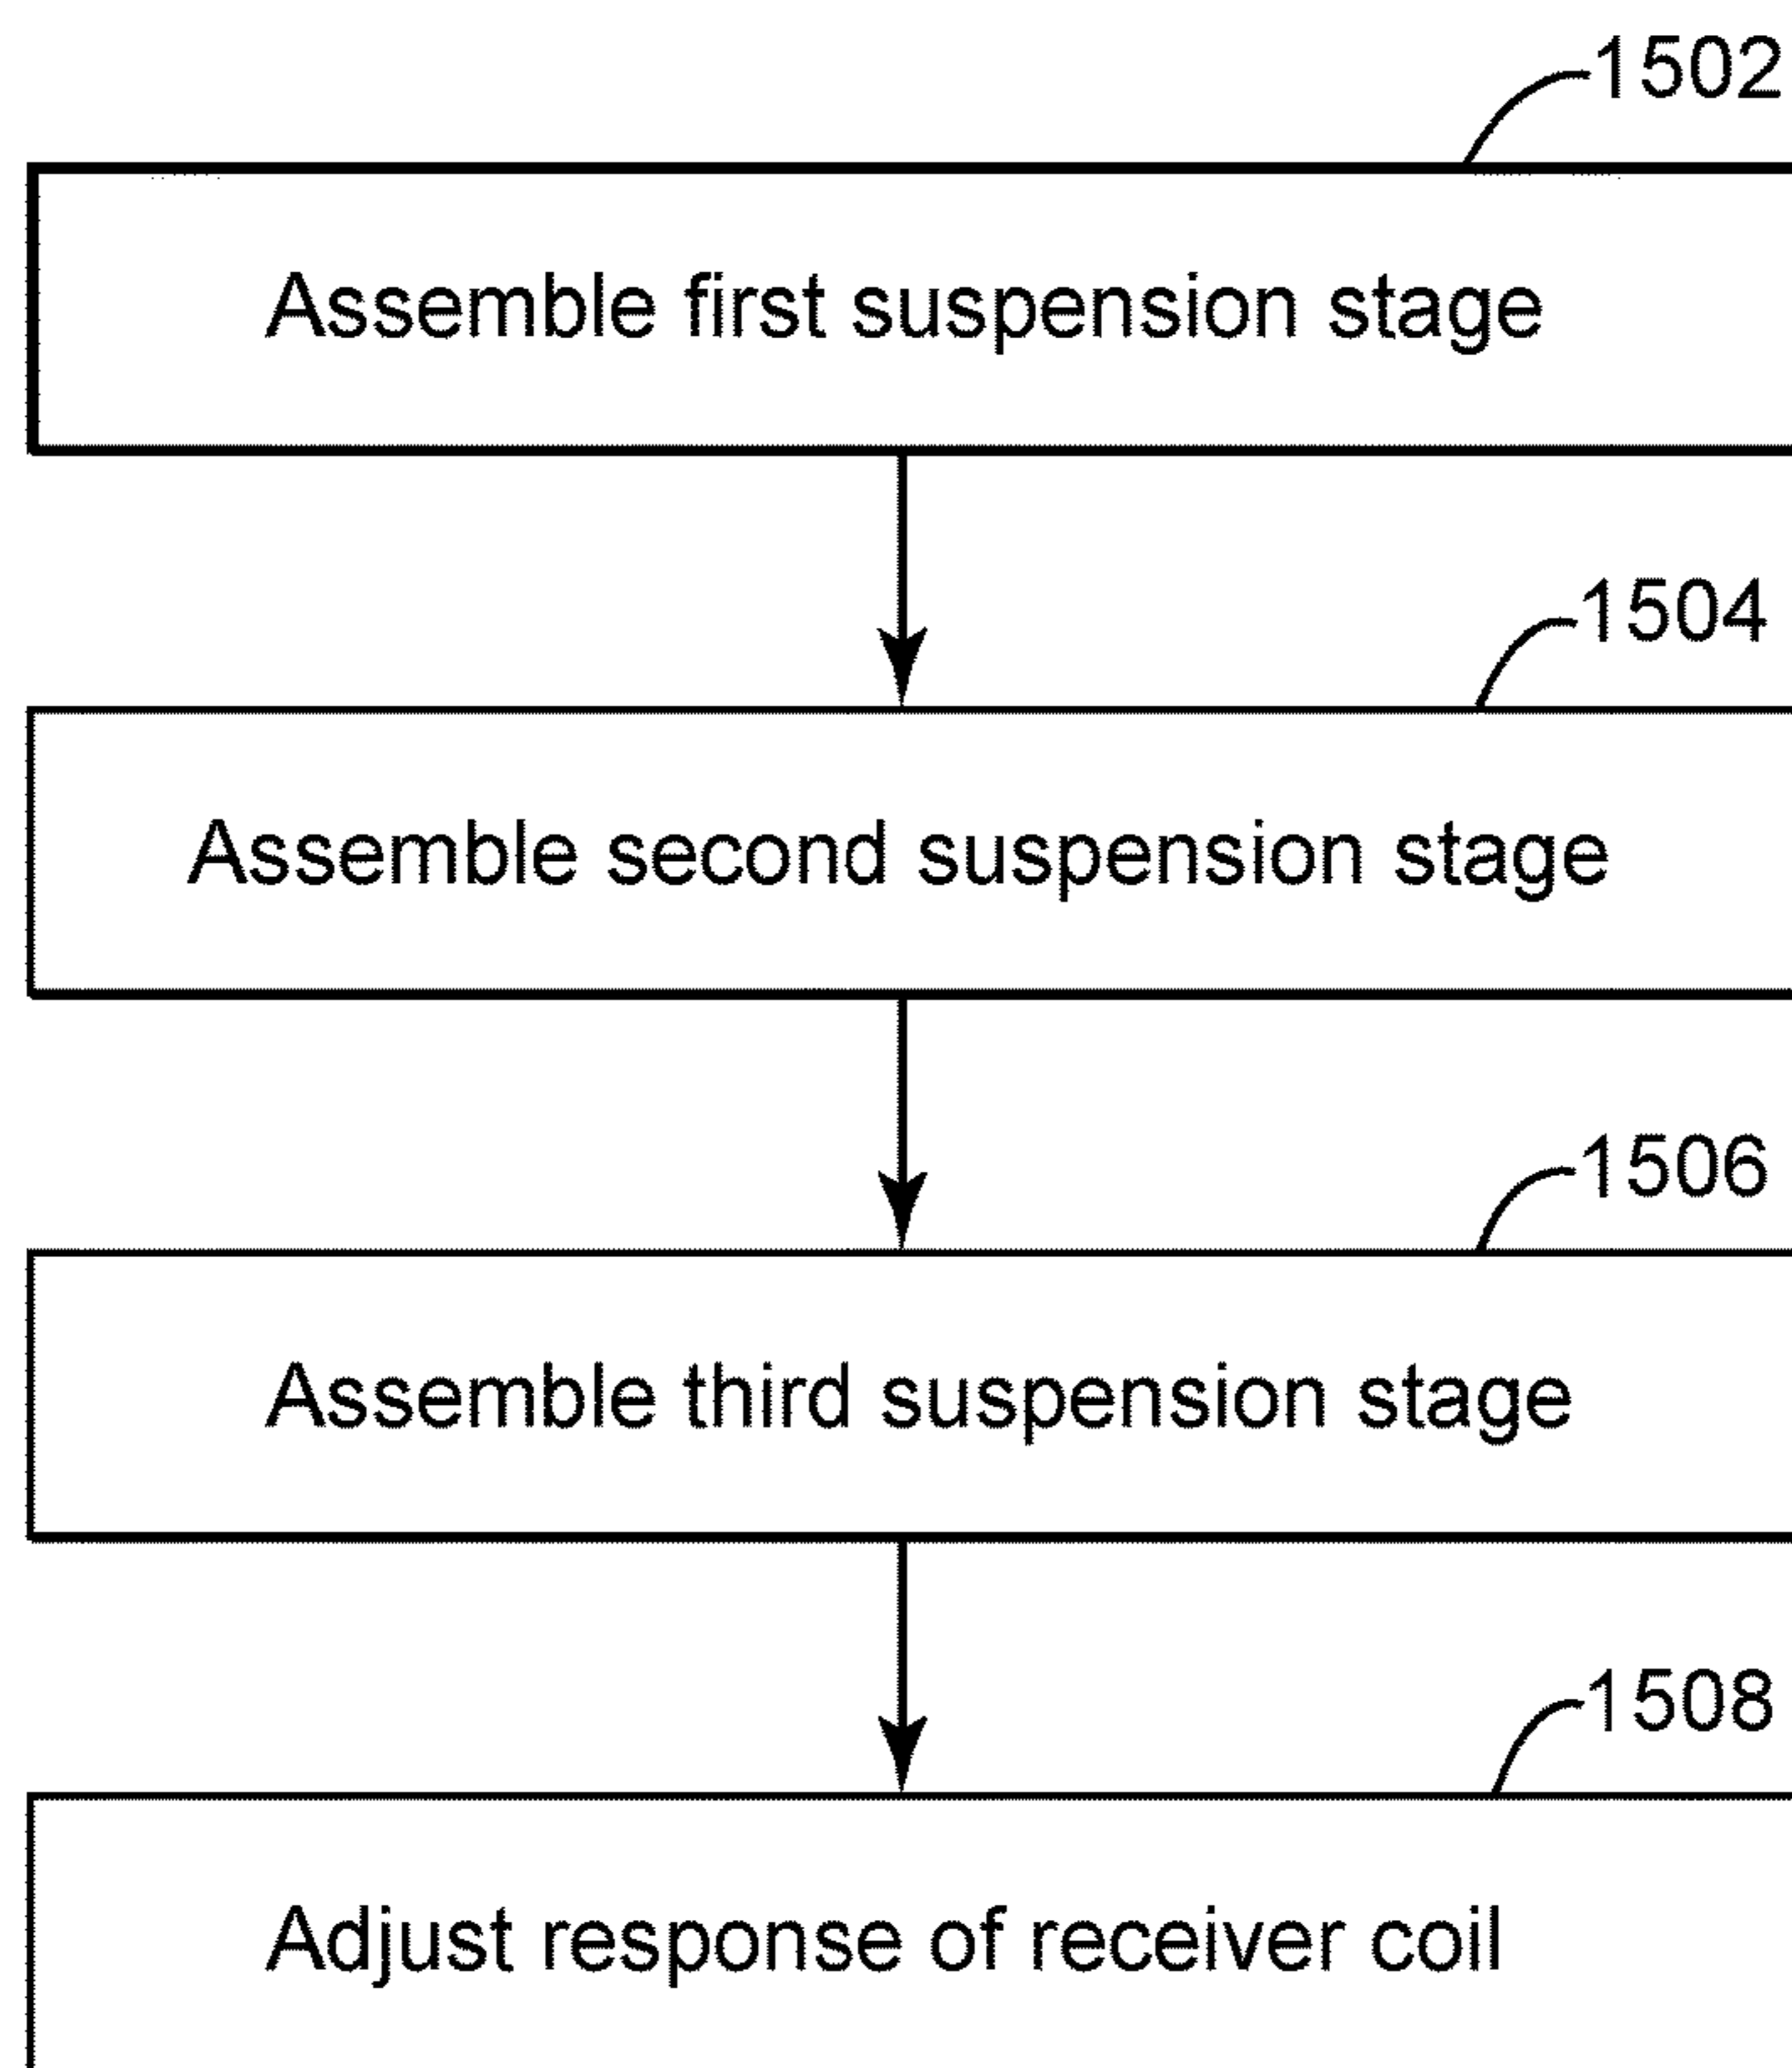 1502
Assemble first suspension stage
1504
Assemble second suspension stage
1506
Assemble third suspension stage
1508
Adjust response of receiver coil